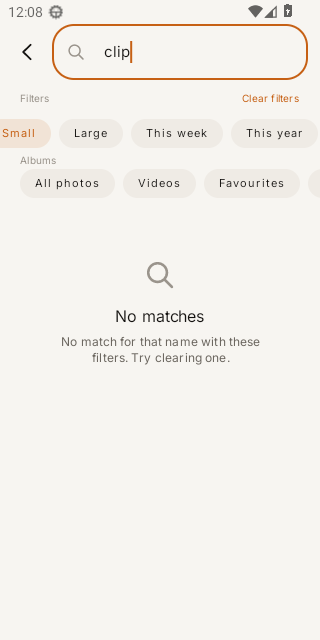 12:08
clip
Filters
Clear filters
Small
Large
This week
This year
Albums
All photos
Videos
Favourites
No matches
No match for that name with these
filters. Try clearing one.